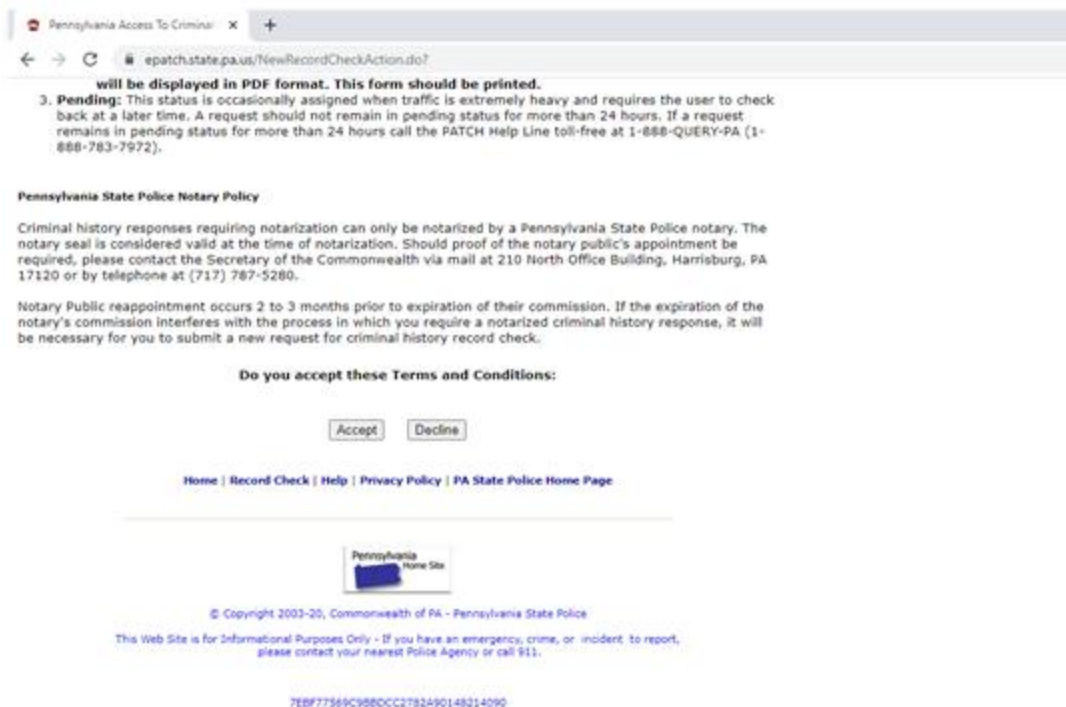 Pennsylvania Access To Criminal
epatch.state.pa.us/NewRecordCheckAction.do?
will be displayed in PDF format. This form should be printed.
3. Pending: This status is occasionally assigned when traffic is extremely heavy and requires the user to check
back at a later time. A request should not remain in pending status for more than 24 hours. If a request
remains in pending status for more than 24 hours call the PATCH Help Line toll-free at 1-888-QUERY-PA (1-
888-783-7972).
Pennsylvania State Police Notary Policy
Criminal history responses requiring notarization can only be notarized by a Pennsylvania State Police notary. The
notary seal is considered valid at the time of notarization. Should proof of the notary public's appointment be
required, please contact the Secretary of the Commonwealth via mail at 210 North Office Building, Harrisburg, PA
17120 or by telephone at (717) 787-5280.
Notary Public reappointment occurs 2 to 3 months prior to expiration of their commission. If the expiration of the
notary's commission interferes with the process in which you require a notarized criminal history response, it will
be necessary for you to submit a new request for criminal history record check.
Do you accept these Terms and Conditions:
Accept Decline
Home | Record Check | Help | Privacy Policy | PA State Police Home Page
Pennsylvania
Home Site
© Copyright 2003-20, Commonwealth of PA - Pennsylvania State Police
This Web Site is for Informational Purposes Only - If you have an emergency, crime, or incident to report,
please contact your nearest Police Agency or call 911.